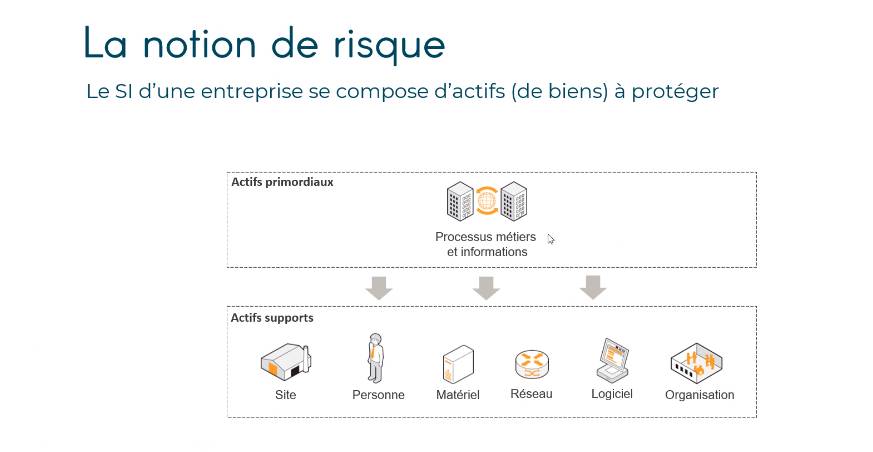 La notion de risque
Le SI d’une entreprise se compose d’actifs (de biens) à protéger
Actifs primordiaux
Processus métiers
et informations
Actifs supports
Site
Personne
Matériel
Réseau
Logiciel
Organisation